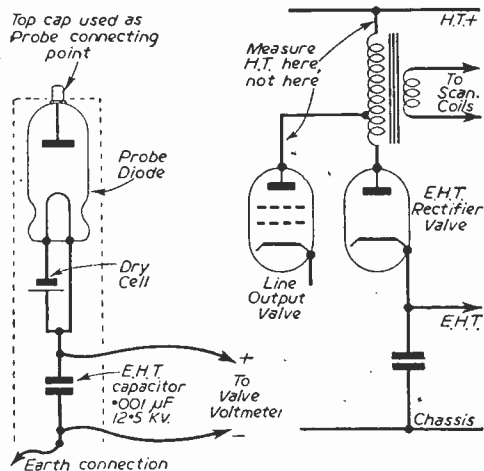 Top cap used as
Probe connecting
point
Probe
Diode
Dry
Cell
E.H.T.
capacitor
·001 µF
12·5 KV.
+
To
Valve
Voltmeter
−
Earth connection
H.T.+
Measure
H.T. here,
not here
To
Scan.
Coils
E.H.T.
Rectifier
Valve
Line
Output
Valve
E.H.T.
Chassis